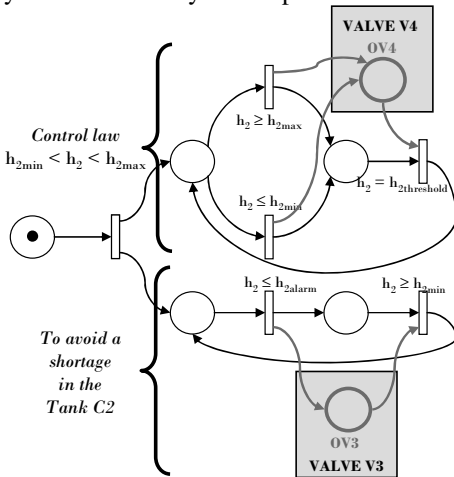 VALVE V4
OV4
Control law
h2min < h2 < h2max
h2 ≥ h2max
h2 ≤ h2min
h2 = h2threshold
h2 ≤ h2alarm
h2 ≥ h2min
To avoid a
shortage
in the
Tank C2
OV3
VALVE V3